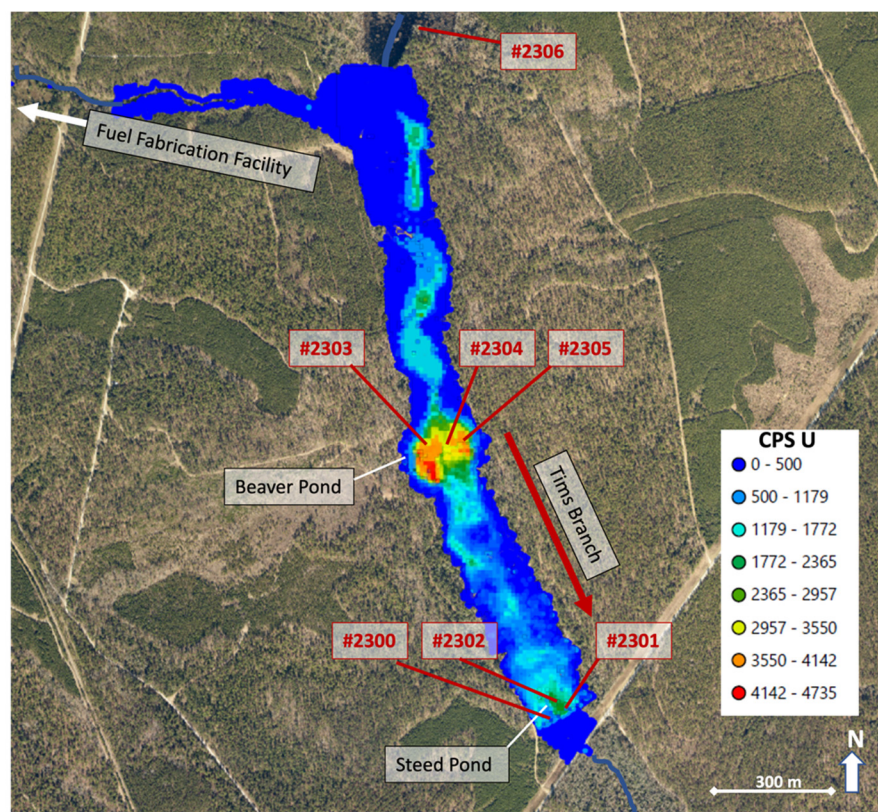 #2306
Fuel Fabrication Facility
#2303
#2304
#2305
Beaver Pond
Tims Branch
CPS U
0 - 500
500 - 1179
1179 - 1772
1772 - 2365
2365 - 2957
2957 - 3550
3550 - 4142
4142 - 4735
#2300
#2302
#2301
Steed Pond
N
300 m